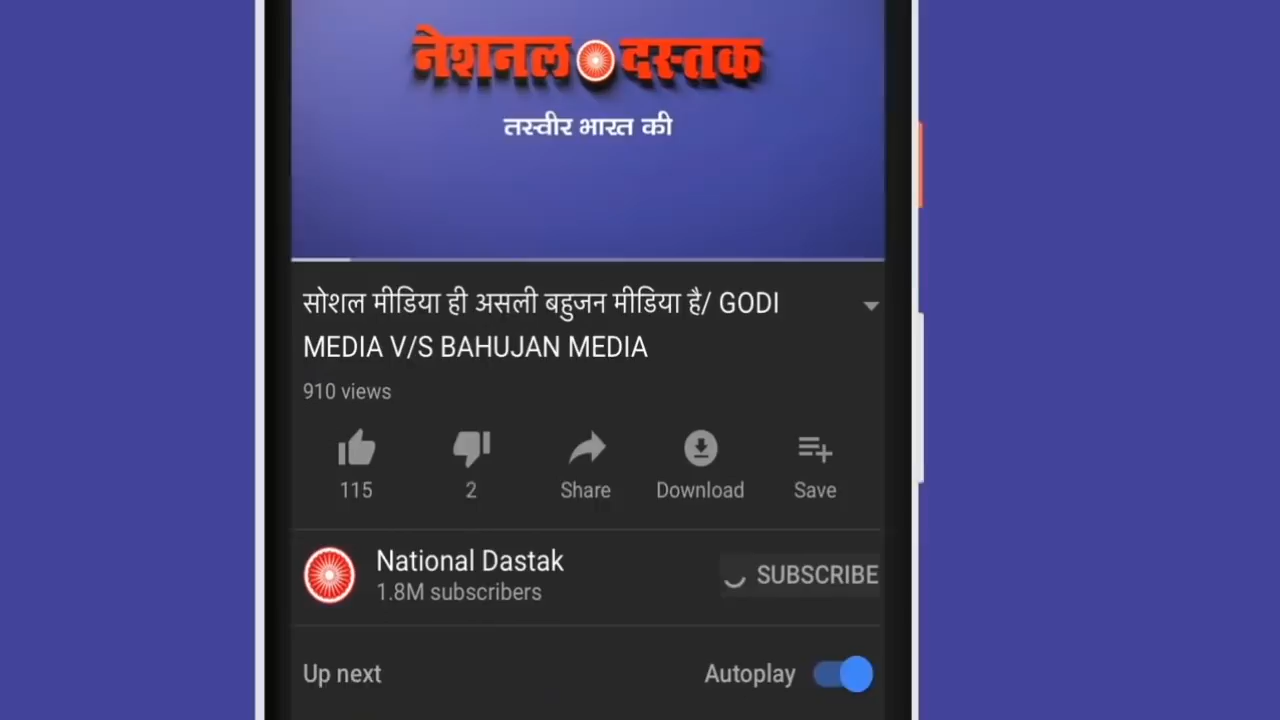 नेशनल दस्तक
तस्वीर भारत की
सोशल मीडिया ही असली बहुजन मीडिया है/ GODI
MEDIA V/S BAHUJAN MEDIA
910 views
115 2 Share Download Save
National Dastak
1.8M subscribers
SUBSCRIBE
Up next Autoplay